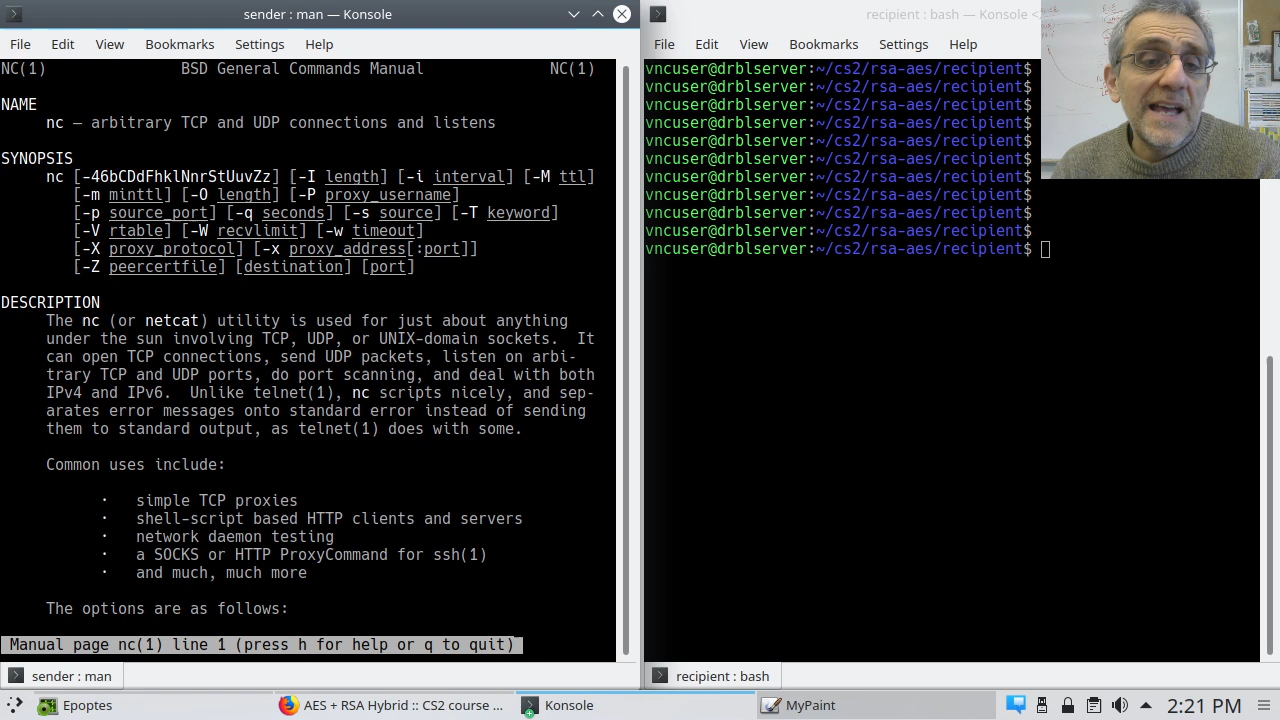 sender : man — Konsole
File Edit View Bookmarks Settings Help
NC(1) BSD General Commands Manual NC(1)
NAME
nc — arbitrary TCP and UDP connections and listens
SYNOPSIS
nc [-46bCDdFhklNnrStUuvZz] [-I length] [-i interval] [-M ttl]
[-m minttl] [-O length] [-P proxy_username]
[-p source_port] [-q seconds] [-s source] [-T keyword]
[-V rtable] [-W recvlimit] [-w timeout]
[-X proxy_protocol] [-x proxy_address[:port]]
[-Z peercertfile] [destination] [port]
DESCRIPTION
The nc (or netcat) utility is used for just about anything
under the sun involving TCP, UDP, or UNIX-domain sockets. It
can open TCP connections, send UDP packets, listen on arbi‐
trary TCP and UDP ports, do port scanning, and deal with both
IPv4 and IPv6. Unlike telnet(1), nc scripts nicely, and sep‐
arates error messages onto standard error instead of sending
them to standard output, as telnet(1) does with some.
Common uses include:
· simple TCP proxies
· shell-script based HTTP clients and servers
· network daemon testing
· a SOCKS or HTTP ProxyCommand for ssh(1)
· and much, much more
The options are as follows:
Manual page nc(1) line 1 (press h for help or q to quit)
sender : man
recipient : bash — Konsole <
File Edit View Bookmarks Settings Help
vncuser@drblserver:~/cs2/rsa-aes/recipient$
vncuser@drblserver:~/cs2/rsa-aes/recipient$
vncuser@drblserver:~/cs2/rsa-aes/recipient$
vncuser@drblserver:~/cs2/rsa-aes/recipient$
vncuser@drblserver:~/cs2/rsa-aes/recipient$
vncuser@drblserver:~/cs2/rsa-aes/recipient$
vncuser@drblserver:~/cs2/rsa-aes/recipient$
vncuser@drblserver:~/cs2/rsa-aes/recipient$
vncuser@drblserver:~/cs2/rsa-aes/recipient$
vncuser@drblserver:~/cs2/rsa-aes/recipient$
vncuser@drblserver:~/cs2/rsa-aes/recipient$
recipient : bash
Epoptes AES + RSA Hybrid :: CS2 course ... Konsole MyPaint 2:21 PM